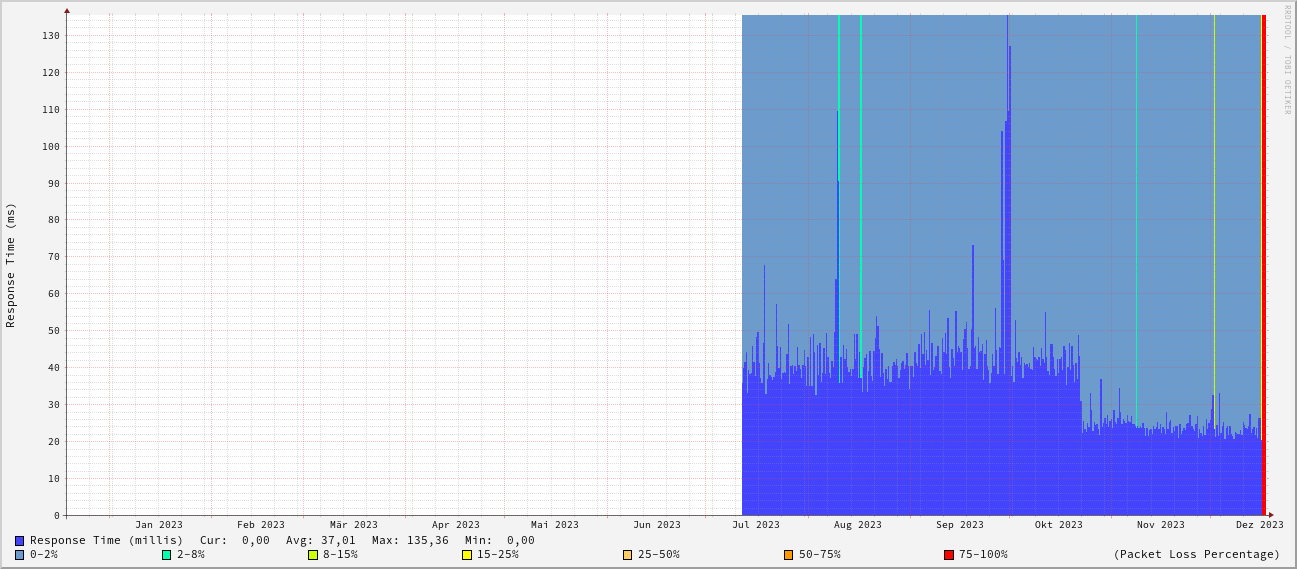 RRDTOOL / TOBI OETIKER
Response Time (ms)
130
120
110
100
90
80
70
60
50
40
30
20
10
0
Jan 2023 Feb 2023 Mär 2023 Apr 2023 Mai 2023 Jun 2023 Jul 2023 Aug 2023 Sep 2023 Okt 2023 Nov 2023 Dez 2023
Response Time (millis) Cur: 0,00 Avg: 37,01 Max: 135,36 Min: 0,00
0-2% 2-8% 8-15% 15-25% 25-50% 50-75% 75-100% (Packet Loss Percentage)